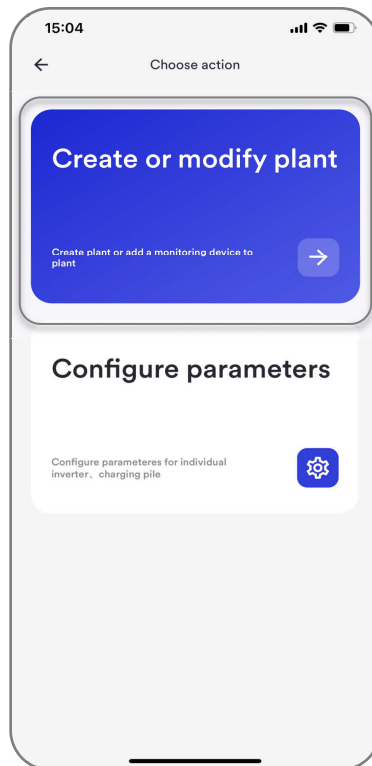 15:04
Choose action
Create or modify plant
Create plant or add a monitoring device to
plant
Configure parameters
Configure parameteres for individual
inverter、charging pile